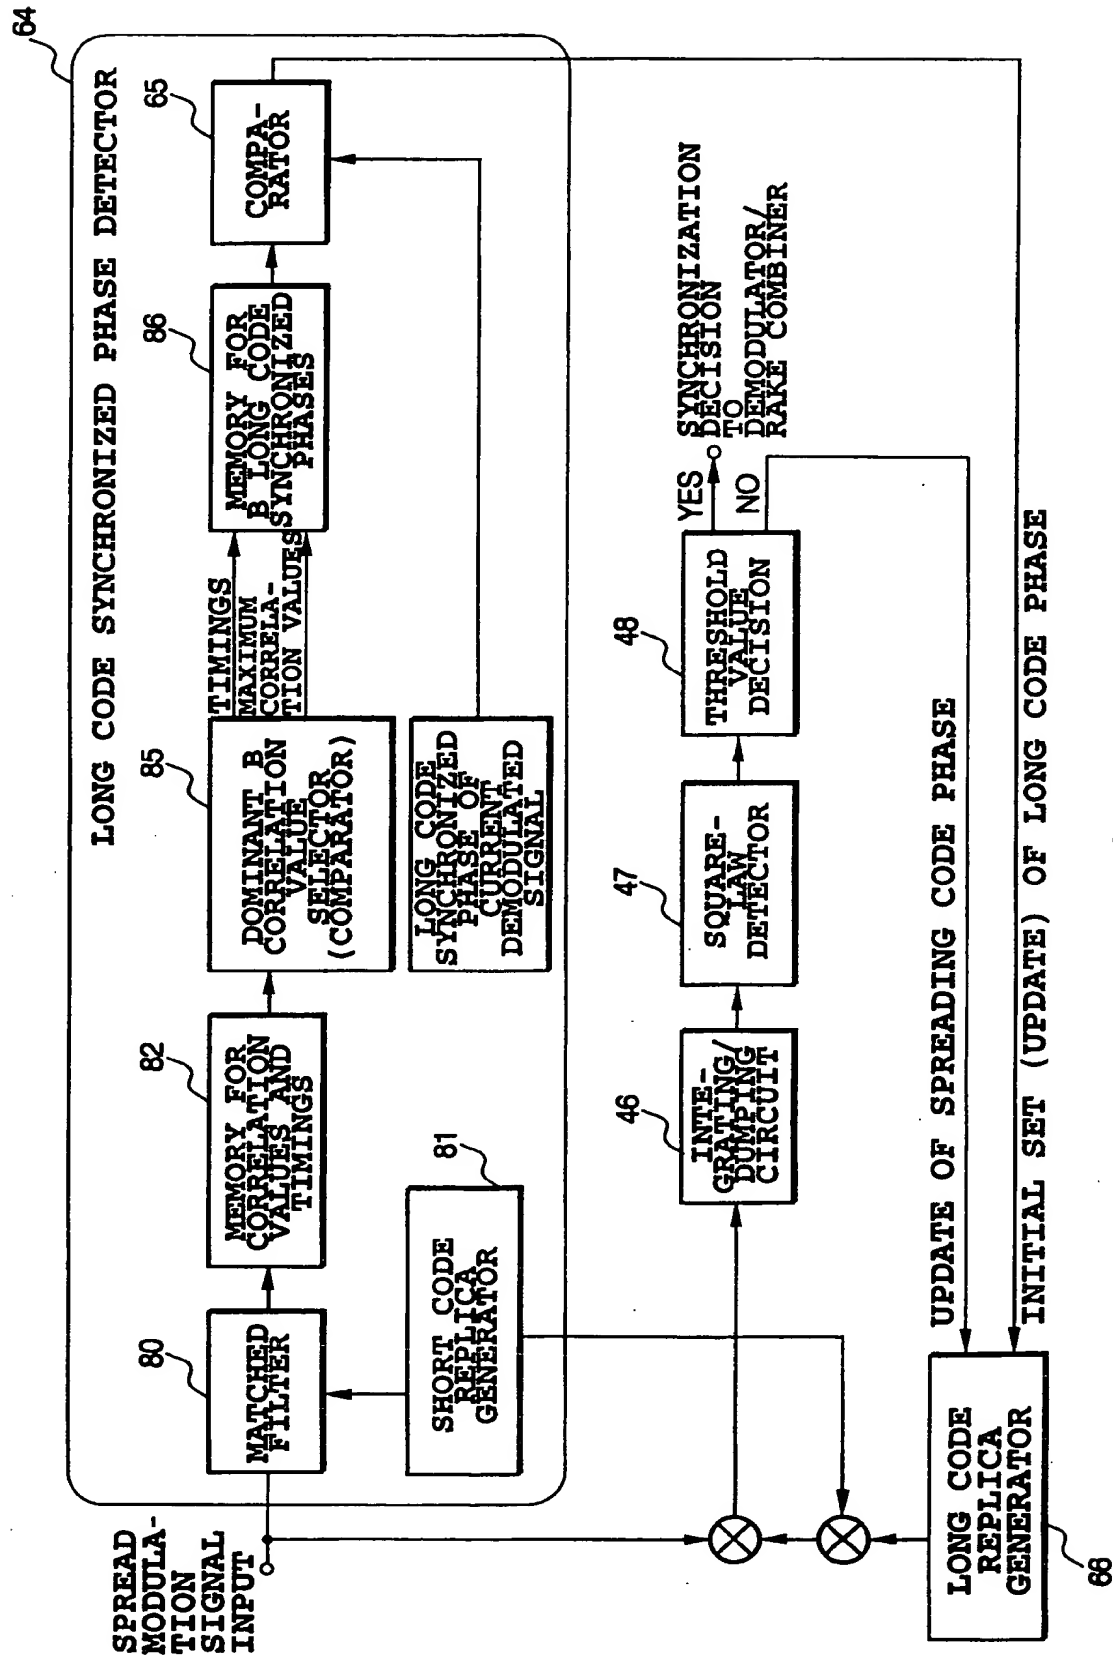 64
LONG CODE SYNCHRONIZED PHASE DETECTOR
SPREAD
MODULA-
TION
SIGNAL
INPUT
80
MATCHED
FILTER
82
MEMORY FOR
CORRELATION
VALUES AND
TIMINGS
85
DOMINANT B
CORRELATION
VALUE
SELECTOR
(COMPARATOR)
TIMINGS
MAXIMUM
CORRELA-
TION VALUES
86
MEMORY FOR
B LONG CODE
SYNCHRONIZED
PHASES
65
COMPA-
RATOR
81
SHORT CODE
REPLICA
GENERATOR
LONG CODE
SYNCHRONIZED
PHASE OF
CURRENT
DEMODULATED
SIGNAL
46
INTE-
GRATING/
DUMPING
CIRCUIT
47
SQUARE-
LAW
DETECTOR
48
THRESHOLD
VALUE
DECISION
YES
NO
SYNCHRONIZATION
DECISION
TO
DEMODULATOR/
RAKE COMBINER
UPDATE OF SPREADING CODE PHASE
INITIAL SET (UPDATE) OF LONG CODE PHASE
LONG CODE
REPLICA
GENERATOR
66